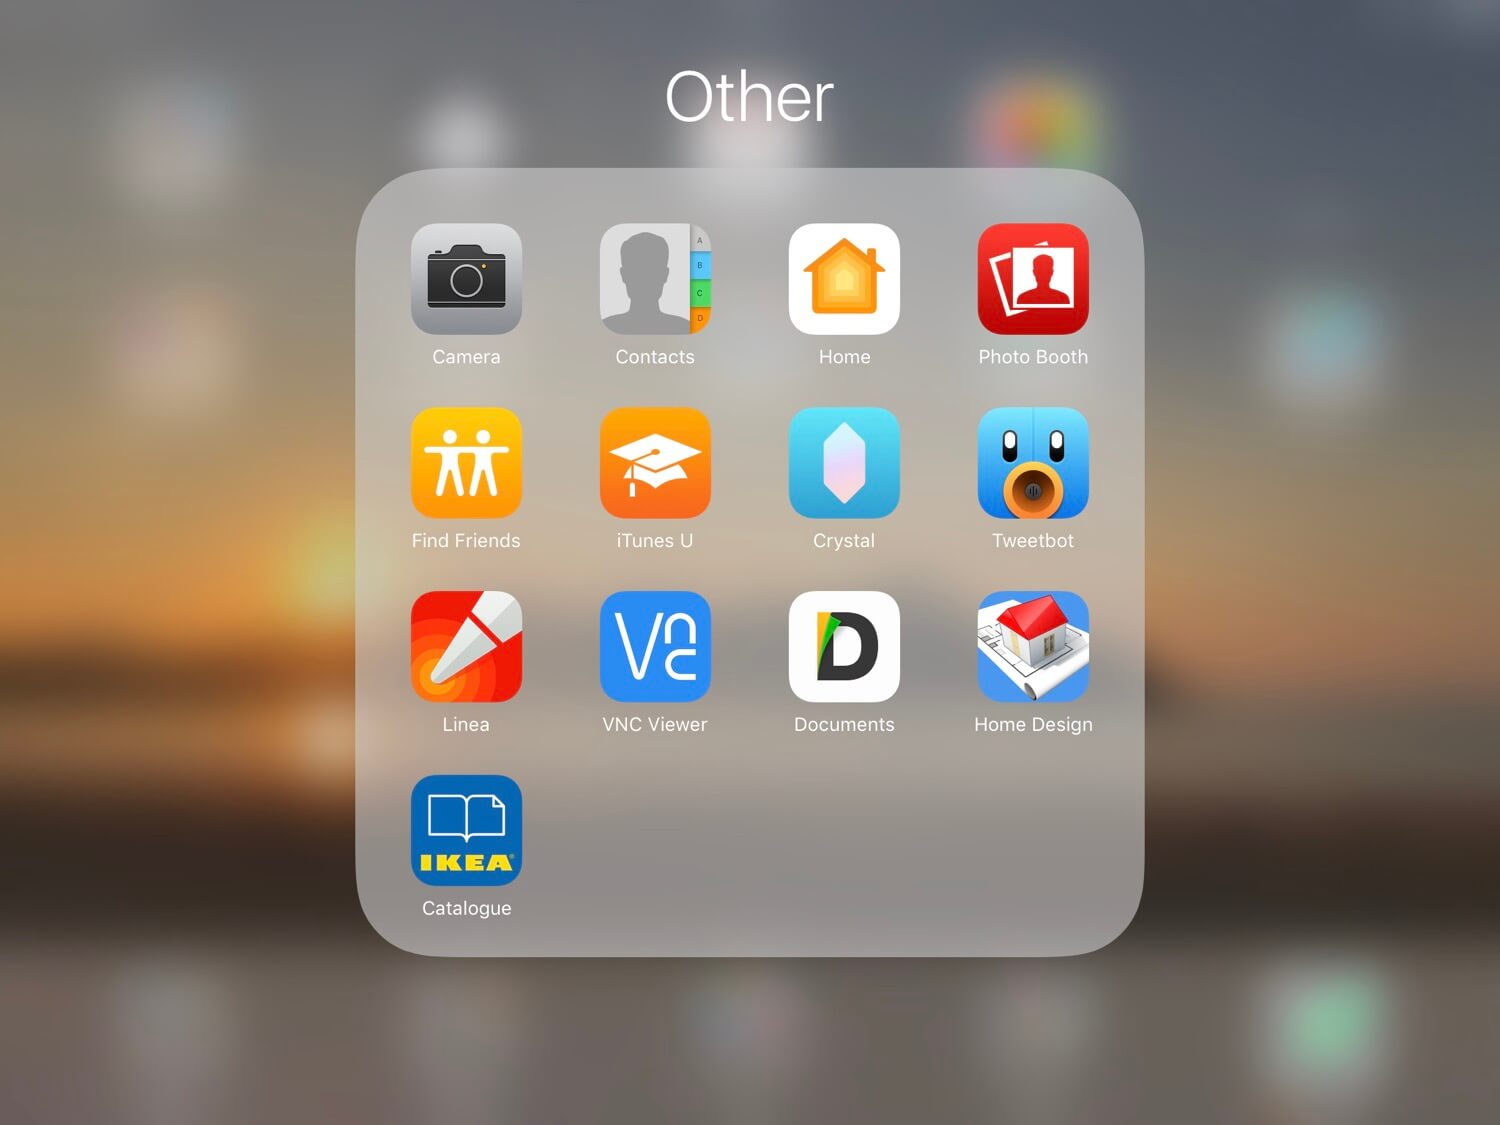 Other
A
B
C
D
Camera
Contacts
Home
Photo Booth
Find Friends
iTunes U
Crystal
Tweetbot
Vnc
D
Linea
VNC Viewer
Documents
Home Design
IKEA
Catalogue